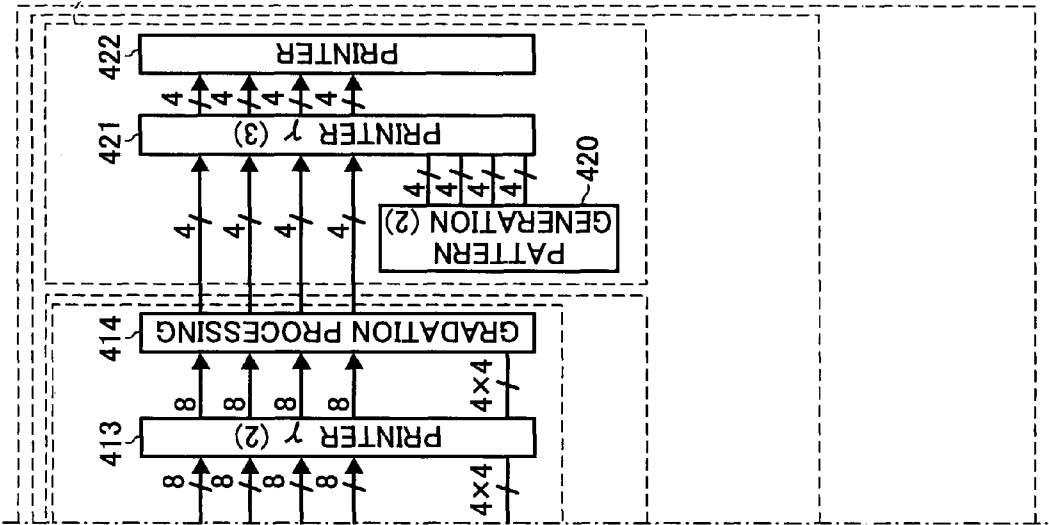 422
PRINTER
4 4 4 4
421
PRINTER γ (3)
4 4 4 4
4 4 4 4
420
PATTERN
GENERATION (2)
414
GRADATION PROCESSING
8 8 8 8
4×4
413
PRINTER γ (2)
8 8 8 8
4×4